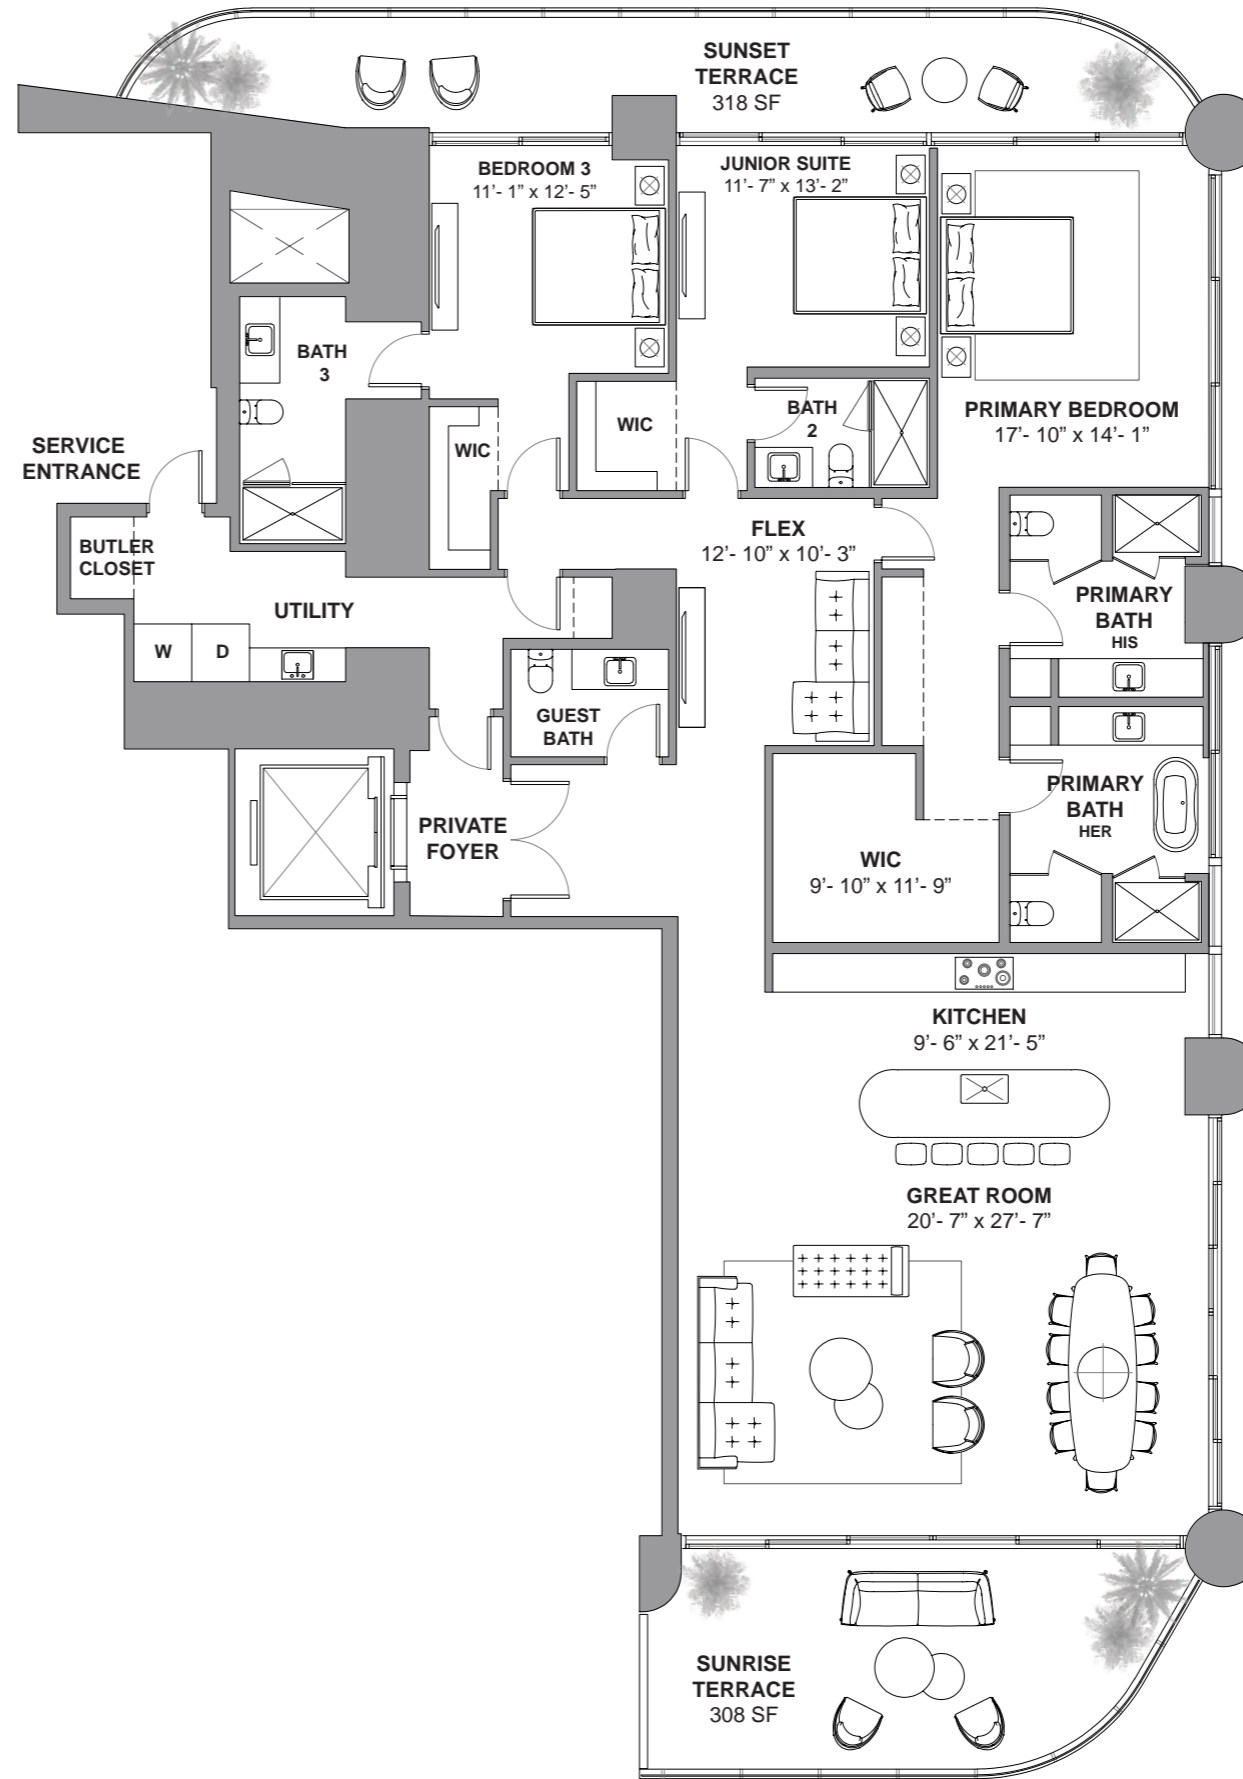 SUNSET
TERRACE
318 SF
BEDROOM 3
11’- 1” x 12’- 5”
JUNIOR SUITE
11’- 7” x 13’- 2”
BATH
3
WIC
WIC
BATH
2
PRIMARY BEDROOM
17’- 10” x 14’- 1”
SERVICE
ENTRANCE
BUTLER
CLOSET
FLEX
12’- 10” x 10’- 3”
UTILITY
W
D
PRIMARY
BATH
HIS
GUEST
BATH
PRIMARY
BATH
HER
PRIVATE
FOYER
WIC
9’- 10” x 11’- 9”
KITCHEN
9’- 6” x 21’- 5”
GREAT ROOM
20’- 7” x 27’- 7”
SUNRISE
TERRACE
308 SF